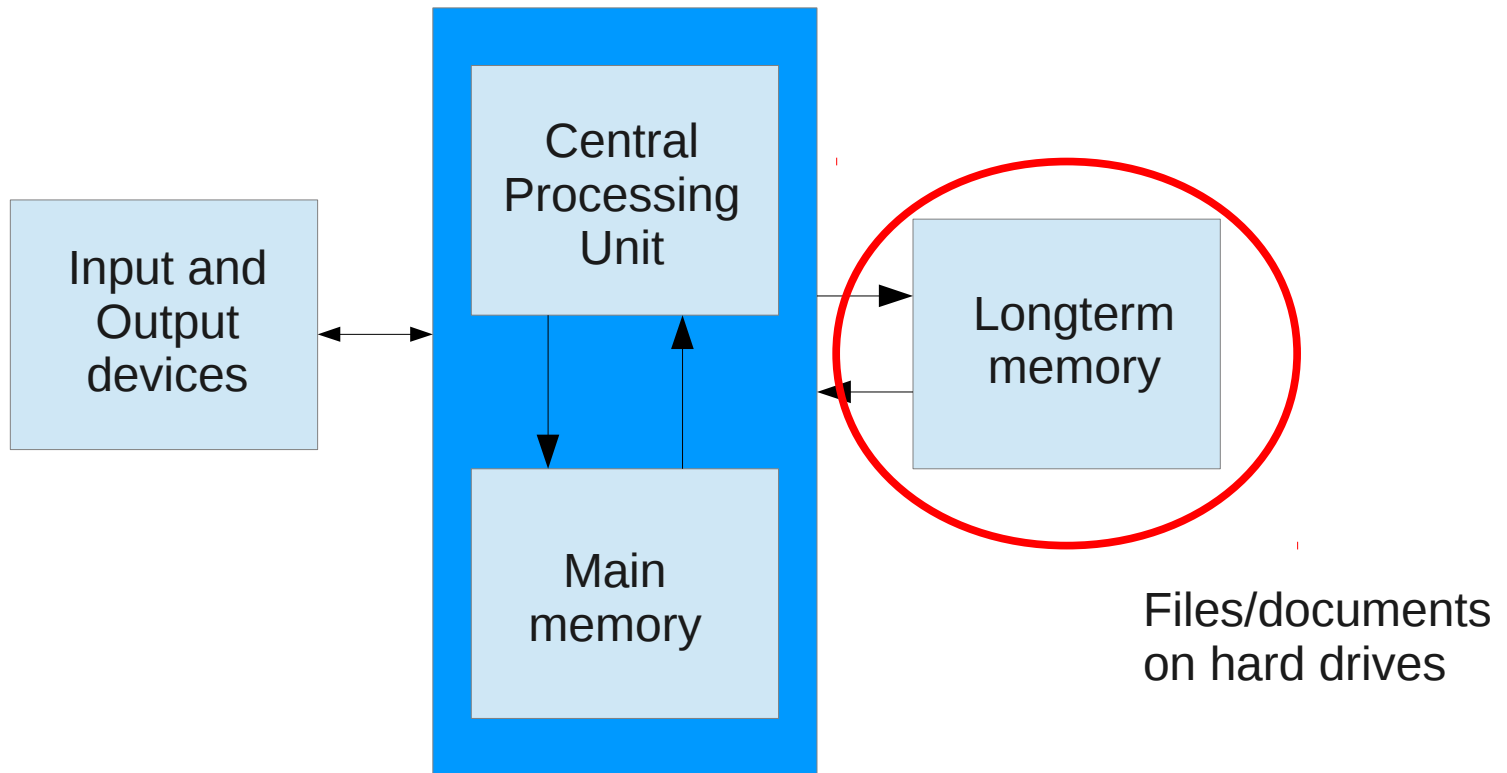 Central
Processing
Unit
Input and
Output
devices
Longterm
memory
Main
memory
Files/documents
on hard drives